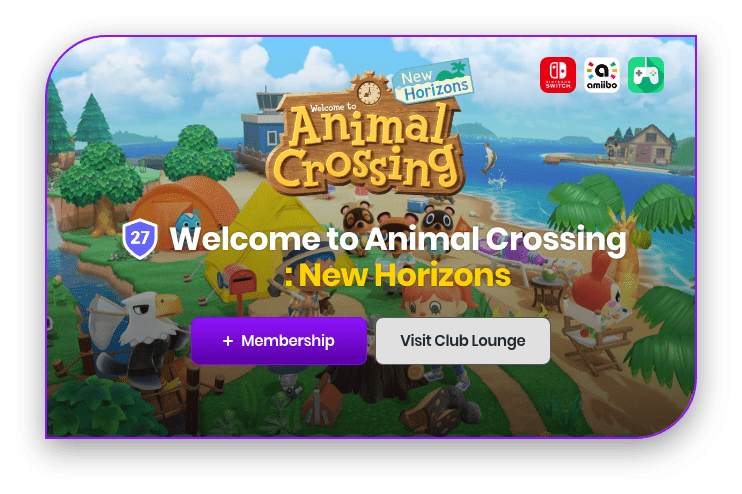 New
Horizons
Welcome to
Animal
Crossing
NINTENDO
SWITCH
amiibo
27
Welcome to Animal Crossing
: New Horizons
+ Membership
Visit Club Lounge